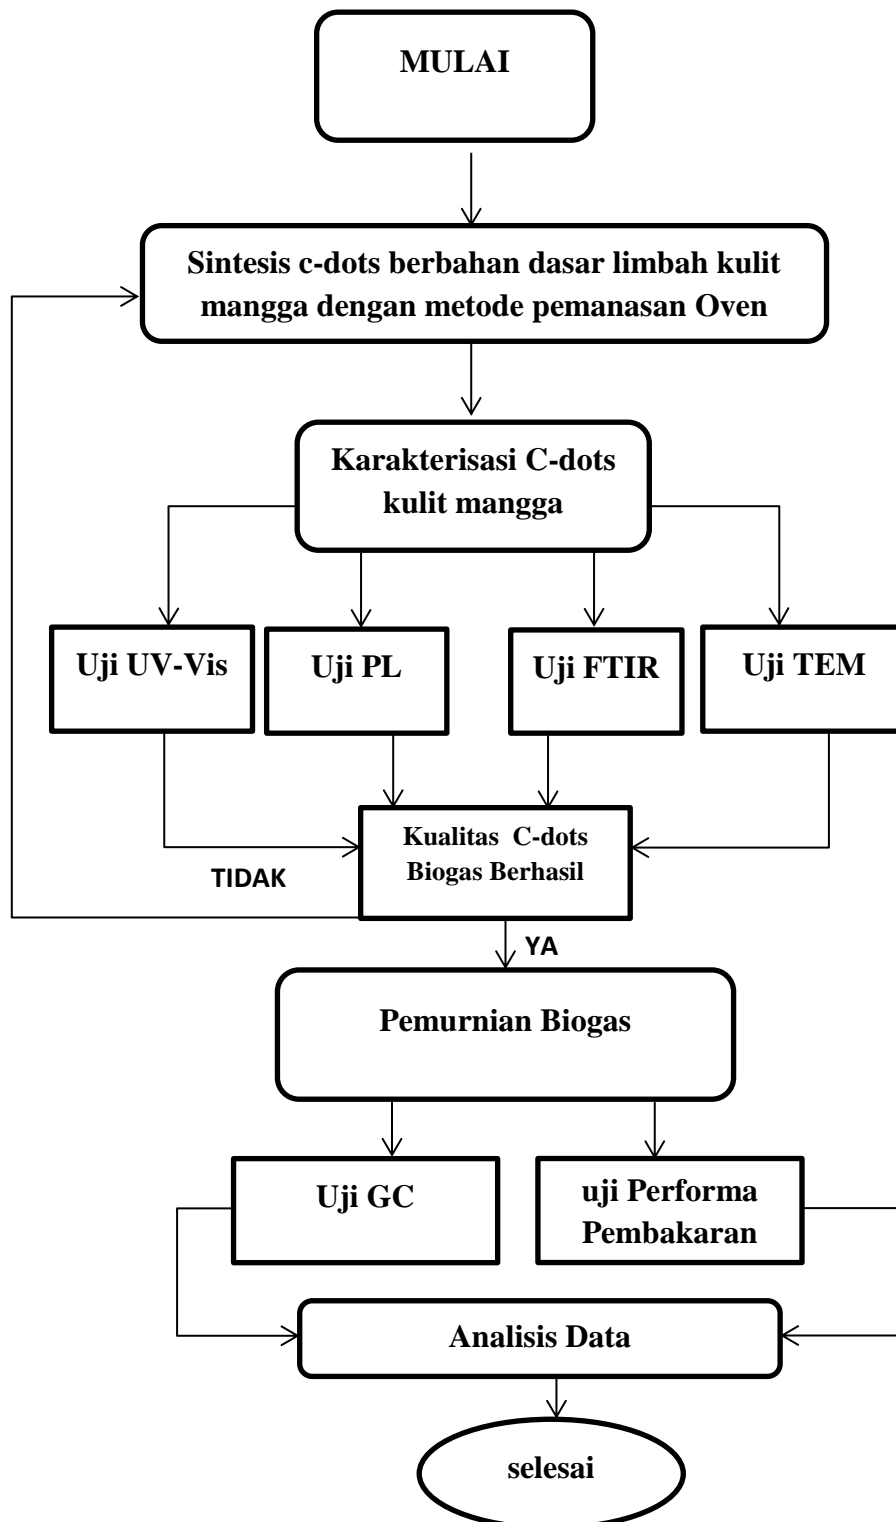 MULAI
Sintesis c-dots berbahan dasar limbah kulit
mangga dengan metode pemanasan Oven
Karakterisasi C-dots
kulit mangga
Uji UV-Vis
Uji PL
Uji FTIR
Uji TEM
Kualitas C-dots
Biogas Berhasil
TIDAK
YA
Pemurnian Biogas
Uji GC
uji Performa
Pembakaran
Analisis Data
selesai